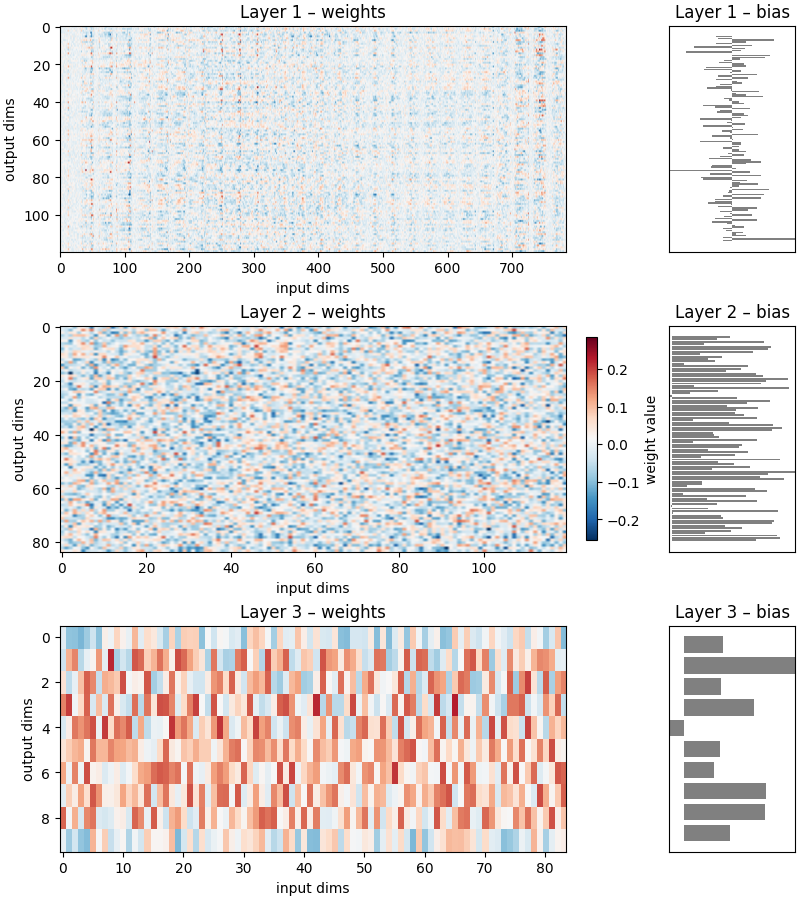 Layer 1 – weights
Layer 1 – bias
output dims
0
20
40
60
80
100
0 100 200 300 400 500 600 700
input dims
Layer 2 – weights
Layer 2 – bias
output dims
0
20
40
60
80
0 20 40 60 80 100
input dims
0.2
0.1
0.0
−0.1
−0.2
weight value
Layer 3 – weights
Layer 3 – bias
output dims
0
2
4
6
8
0 10 20 30 40 50 60 70 80
input dims